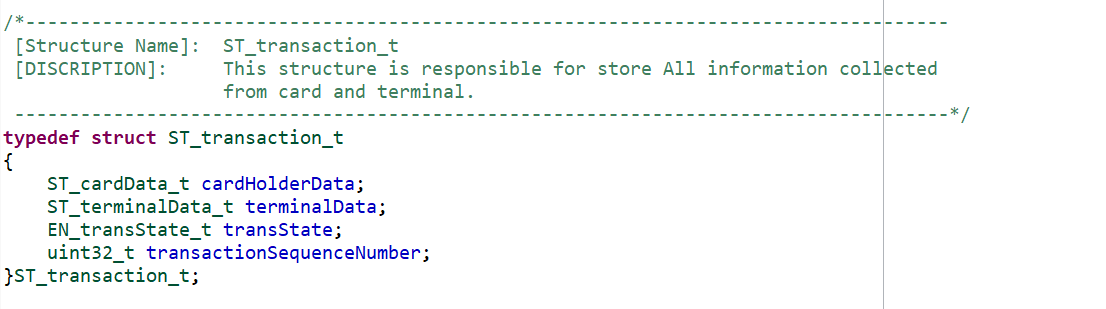 /*------------------------------------------------------------------------------------
[Structure Name]:  ST_transaction_t
[DISCRIPTION]:     This structure is responsible for store All information collected
                   from card and terminal.
-------------------------------------------------------------------------------------*/
typedef struct ST_transaction_t
{
    ST_cardData_t cardHolderData;
    ST_terminalData_t terminalData;
    EN_transState_t transState;
    uint32_t transactionSequenceNumber;
}ST_transaction_t;